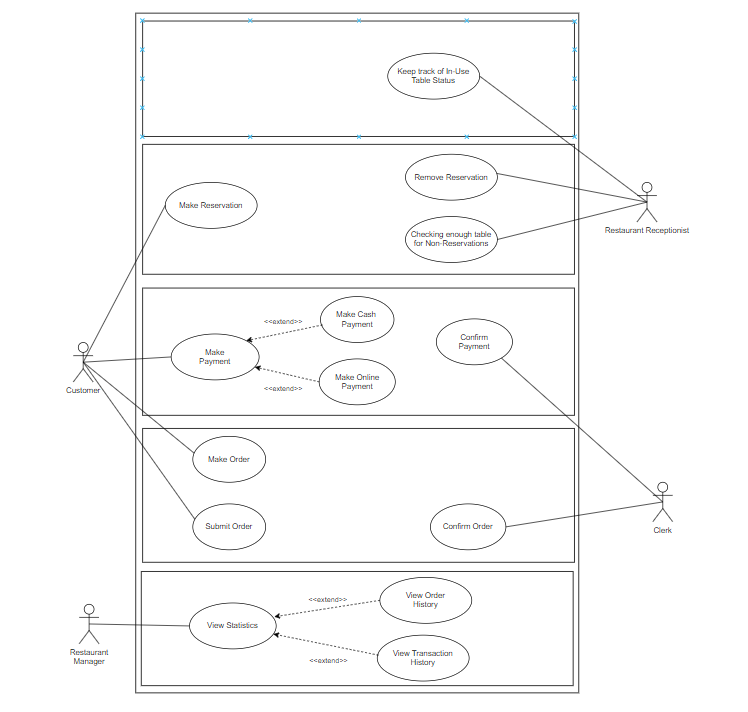 Keep track of In-Use
Table Status
Remove Reservation
Make Reservation
Checking enough table
for Non-Reservations
Restaurant Receptionist
Make Cash
Payment
<<extend>>
Make
Payment
Confirm
Payment
Make Online
Payment
<<extend>>
Customer
Make Order
Submit Order
Confirm Order
Clerk
View Order
History
<<extend>>
View Statistics
Restaurant
Manager
View Transaction
History
<<extend>>